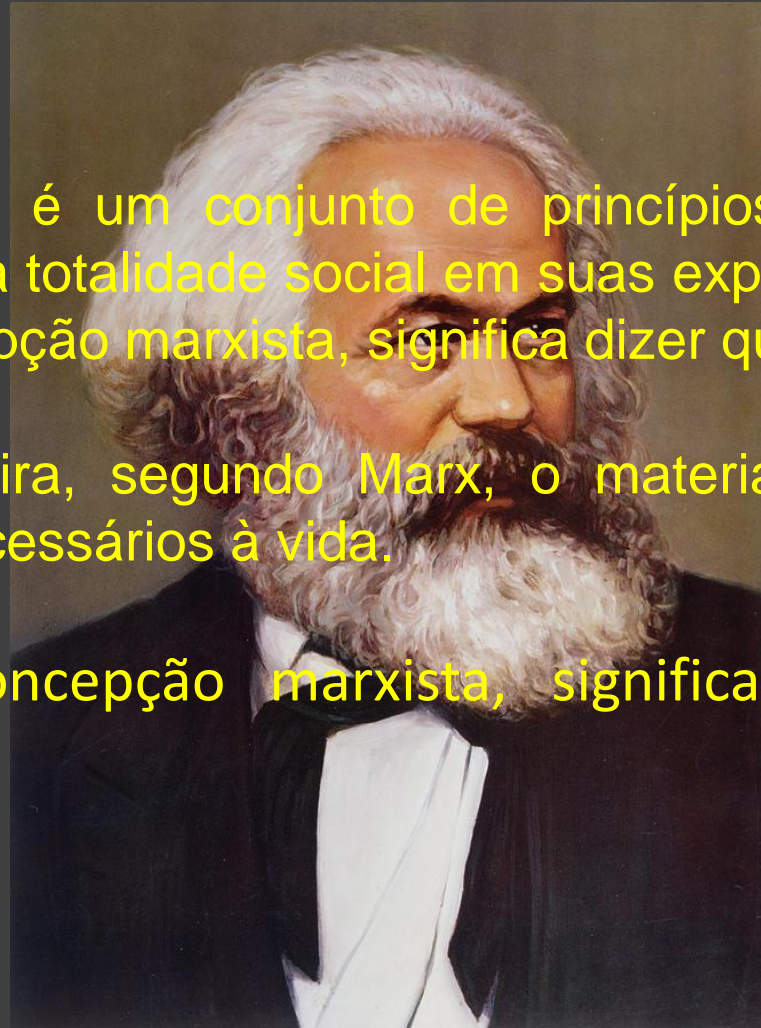 é um conjunto de princípios
a totalidade social em suas exp
pção marxista, significa dizer qu
ira, segundo Marx, o materia
cessários à vida.
oncepção marxista, significa